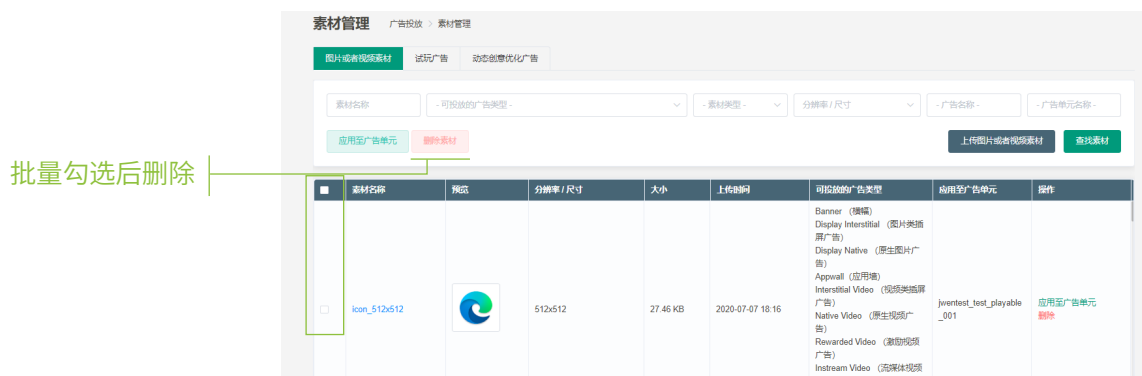 素材管理 广告投放 > 素材管理
图片或者视频素材 试玩广告 动态创意优化广告
素材名称 - 可投放的广告类型 - - 素材类型 - 分辨率 / 尺寸 - 广告名称 - - 广告单元名称 -
应用至广告单元 删除素材 上传图片或者视频素材 查找素材
批量勾选后删除
素材名称 预览 分辨率 / 尺寸 大小 上传时间 可投放的广告类型 应用至广告单元 操作
Banner （横幅）
Display Interstitial （图片类插
屏广告）
Display Native （原生图片广
告）
Appwall（应用墙）
Interstitial Video （视频类插屏
广告）
icon_512x512 512x512 27.46 KB 2020-07-07 18:16
jwentest_test_playable
_001
应用至广告单元
删除
Native Video （原生视频广
告）
Rewarded Video （激励视频
广告）
Instream Video （流媒体视频